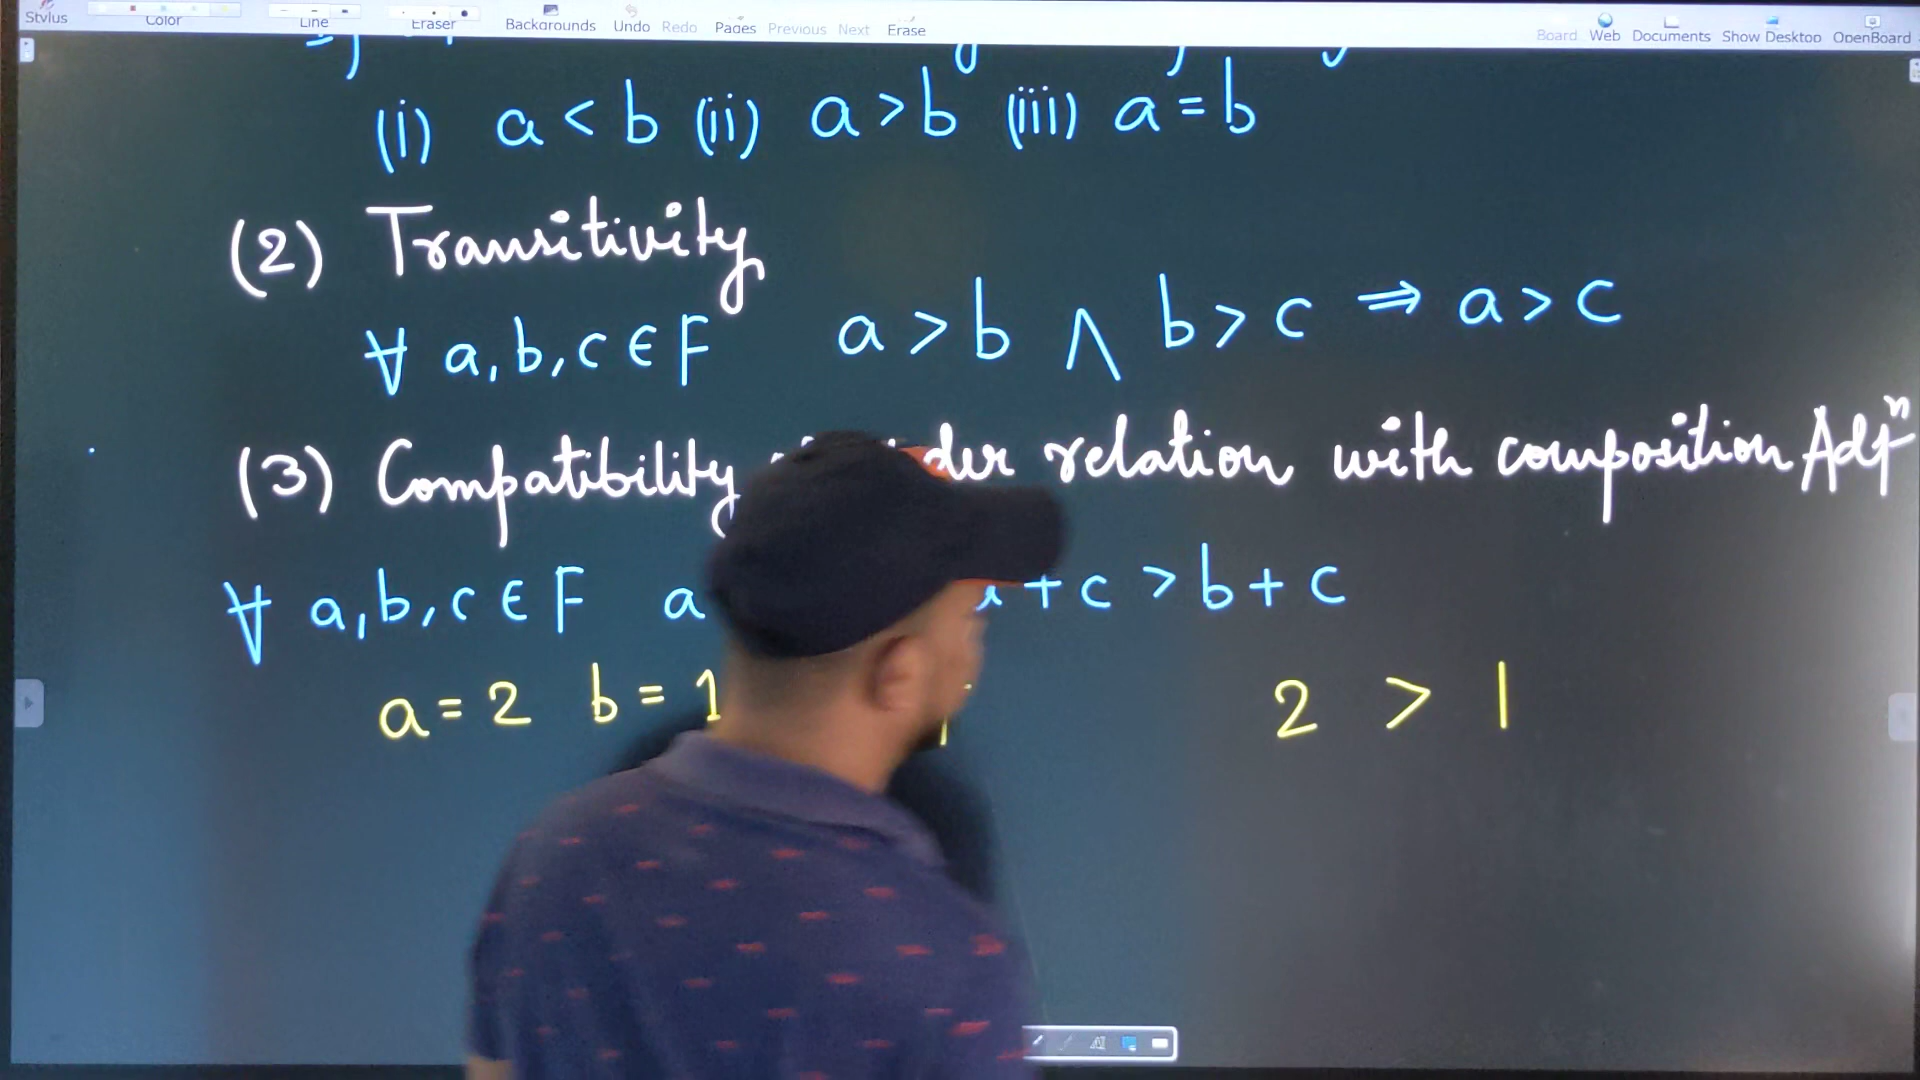 Stylus Color Line Eraser Backgrounds Undo Redo Pages Previous Next Erase Board Web Documents Show Desktop OpenBoard
(i) a < b (ii) a > b (iii) a = b
(2) Transitivity
∀ a, b, c ∈ F a > b ∧ b > c ⇒ a > c
(3) Compatibility relation with composition Adtⁿ
∀ a, b, c ∈ F a + c > b + c
a = 2 b = 1 2 > 1